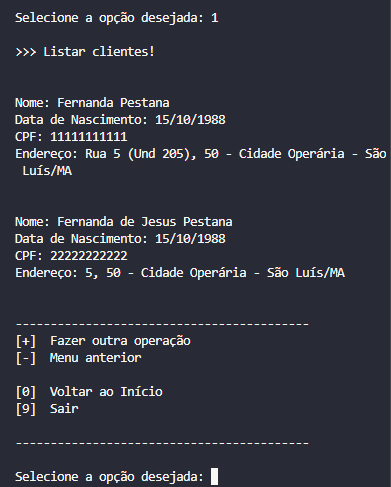 Selecione a opção desejada: 1
>>> Listar clientes!
Nome: Fernanda Pestana
Data de Nascimento: 15/10/1988
CPF: 11111111111
Endereço: Rua 5 (Und 205), 50 - Cidade Operária - São
Luís/MA
Nome: Fernanda de Jesus Pestana
Data de Nascimento: 15/10/1988
CPF: 22222222222
Endereço: 5, 50 - Cidade Operária - São Luís/MA
------------------------------------------
[+] Fazer outra operação
[-] Menu anterior
[0] Voltar ao Início
[9] Sair
------------------------------------------
Selecione a opção desejada: